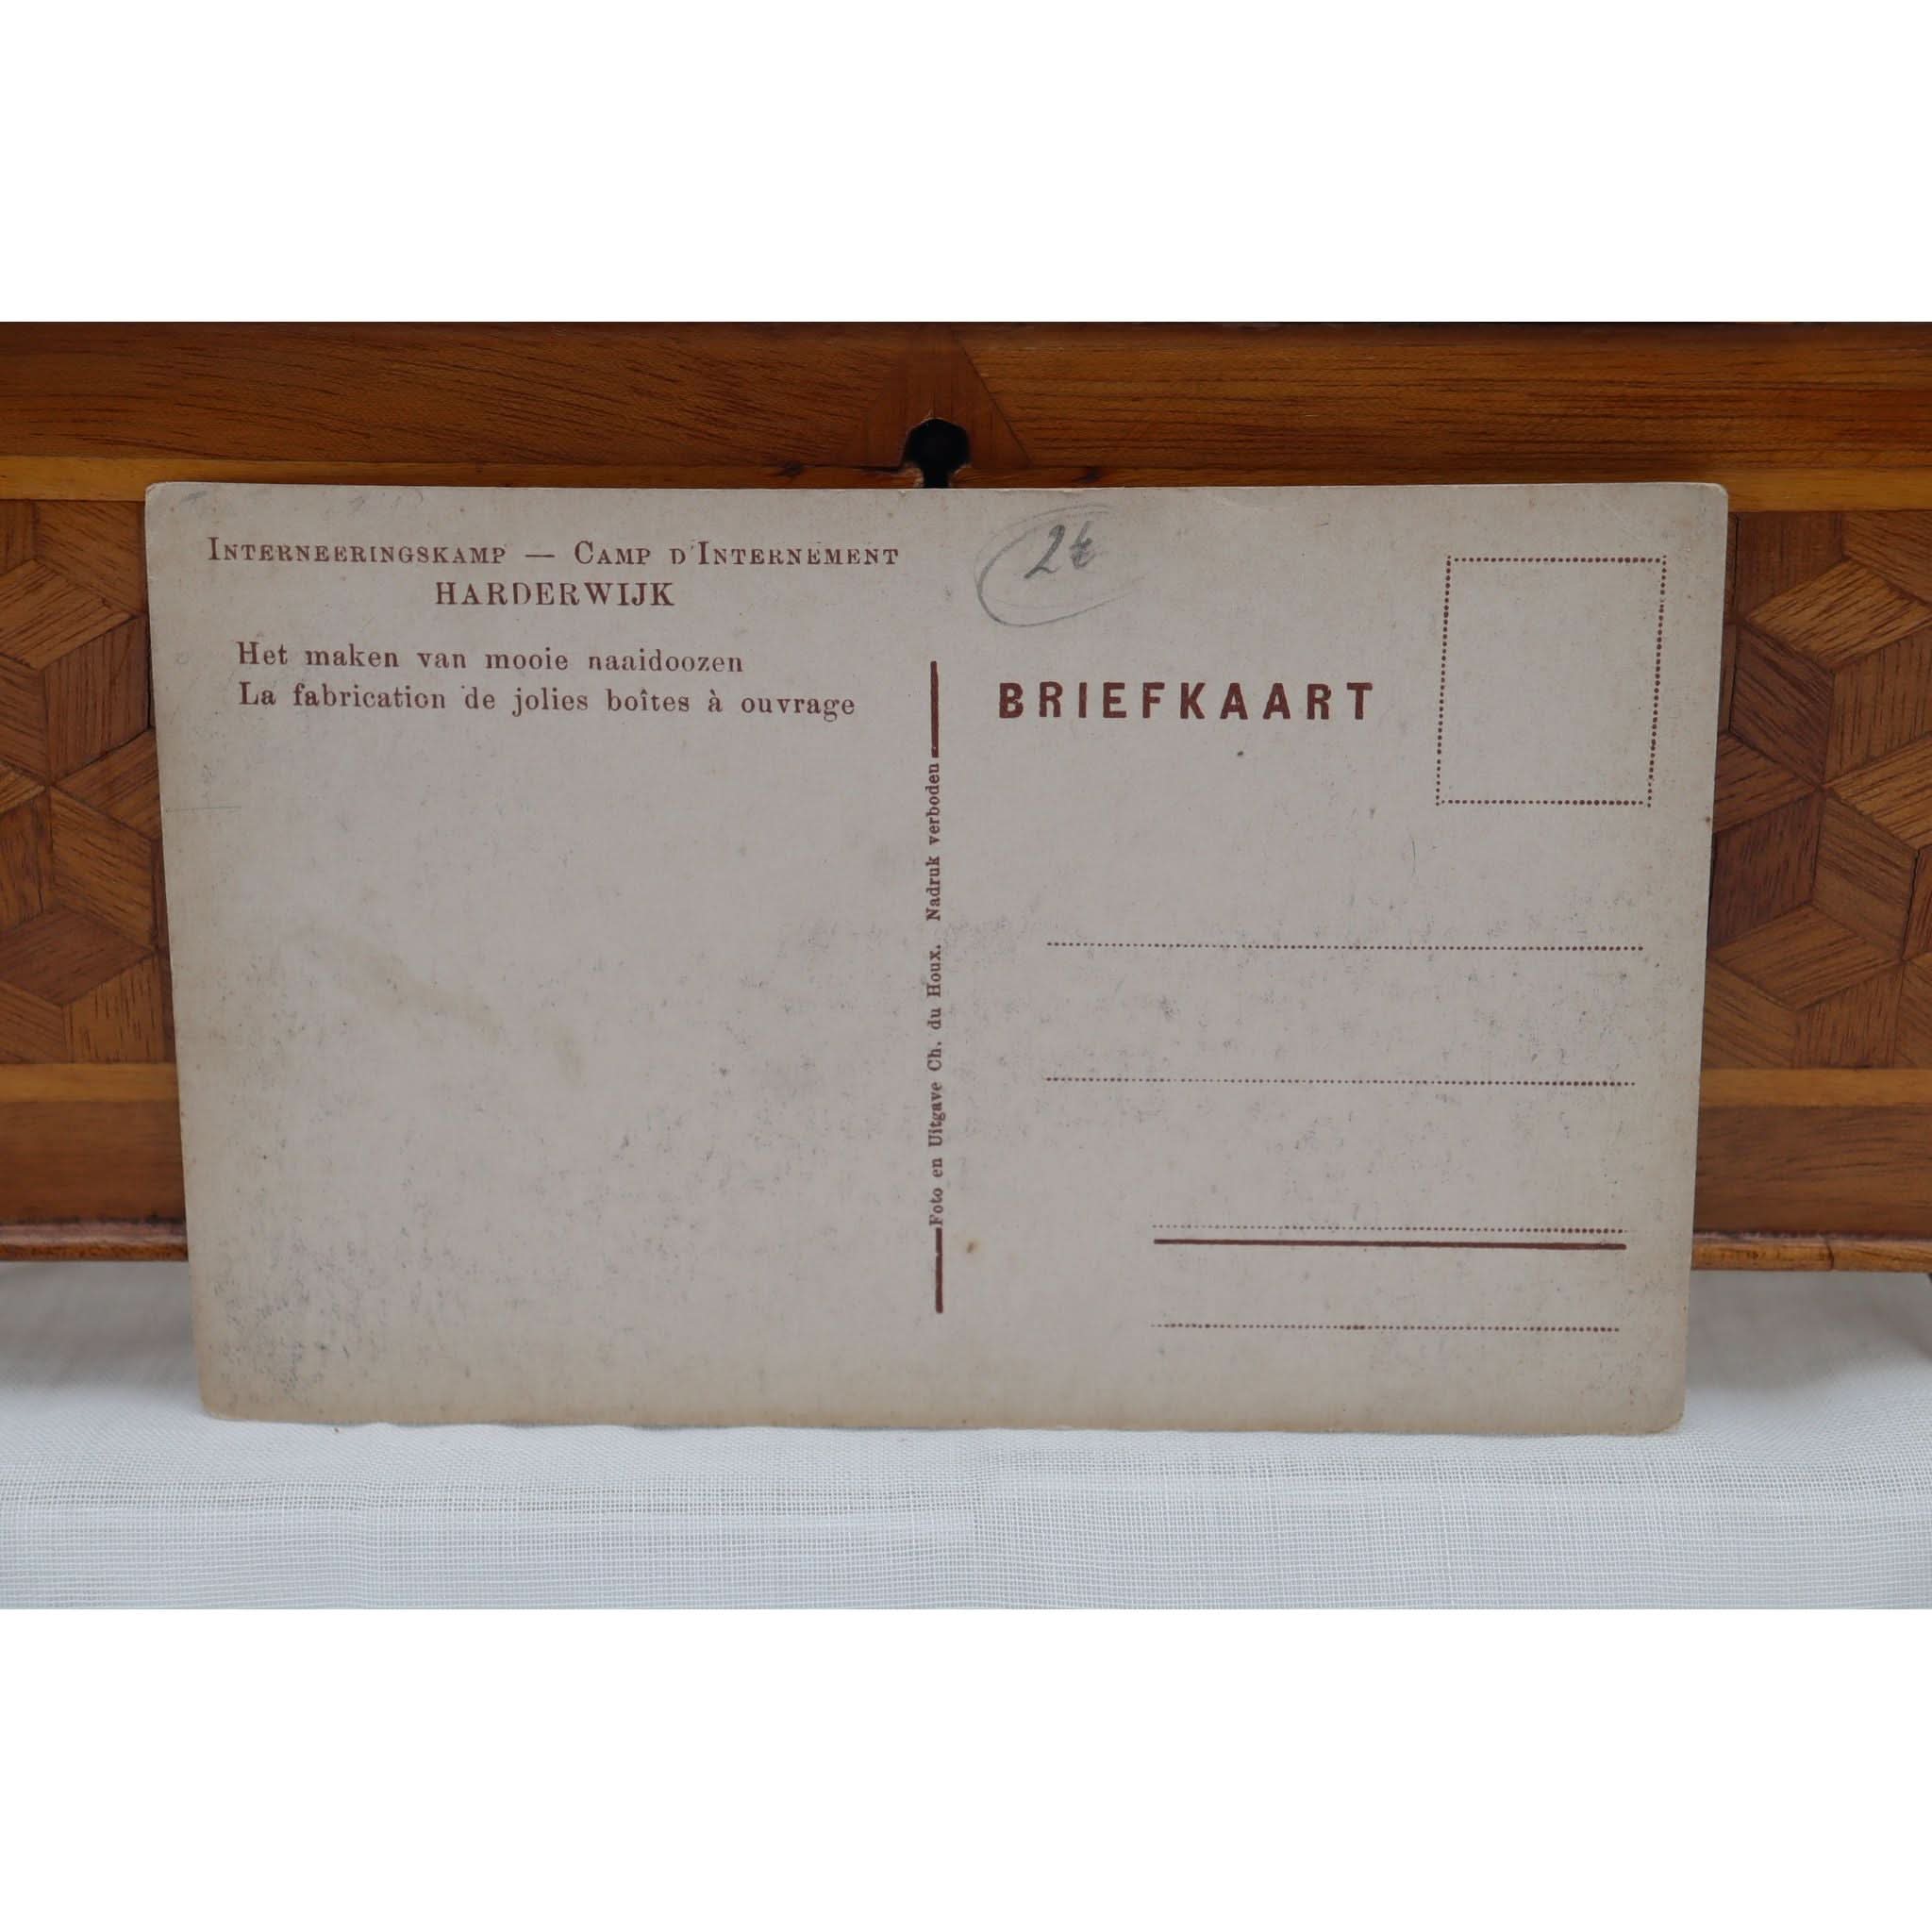 Interneeringskamp — Camp d'Internement
HARDERWIJK
Het maken van mooie naaidoozen
La fabrication de jolies boîtes à ouvrage
BRIEFKAART
Foto en Uitgave Ch. du Houx. Nadruk verboden